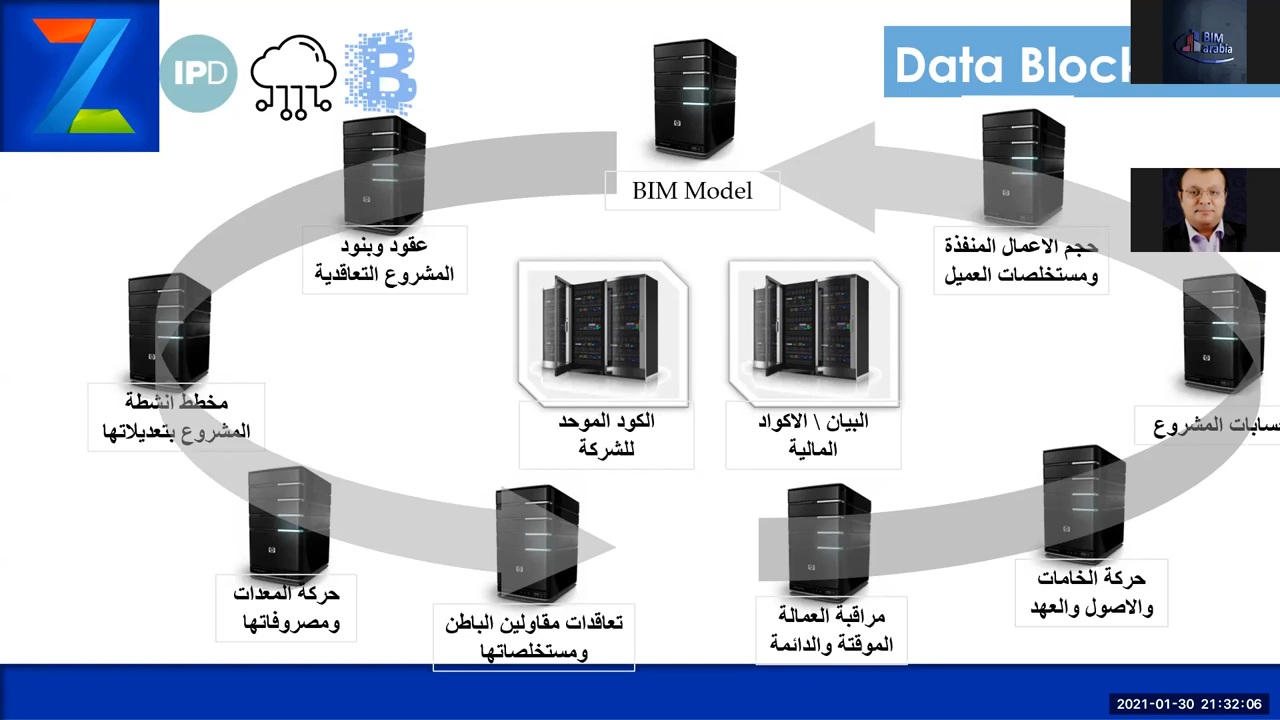 IPD
Data Block
BIM
arabia
BIM Model
عقود وبنود
المشروع التعاقدية
حجم الاعمال المنفذة
ومستخلصات العميل
مخطط انشطة
المشروع بتعديلاتها
الكود الموحد
للشركة
البيان \ الاكواد
المالية
المشروع
حركة المعدات
ومصروفاتها
تعاقدات مقاولين الباطن
ومستخلصاتها
مراقبة العمالة
الموقتة والدائمة
حركة الخامات
والاصول والعهد
2021-01-30 21:32:06